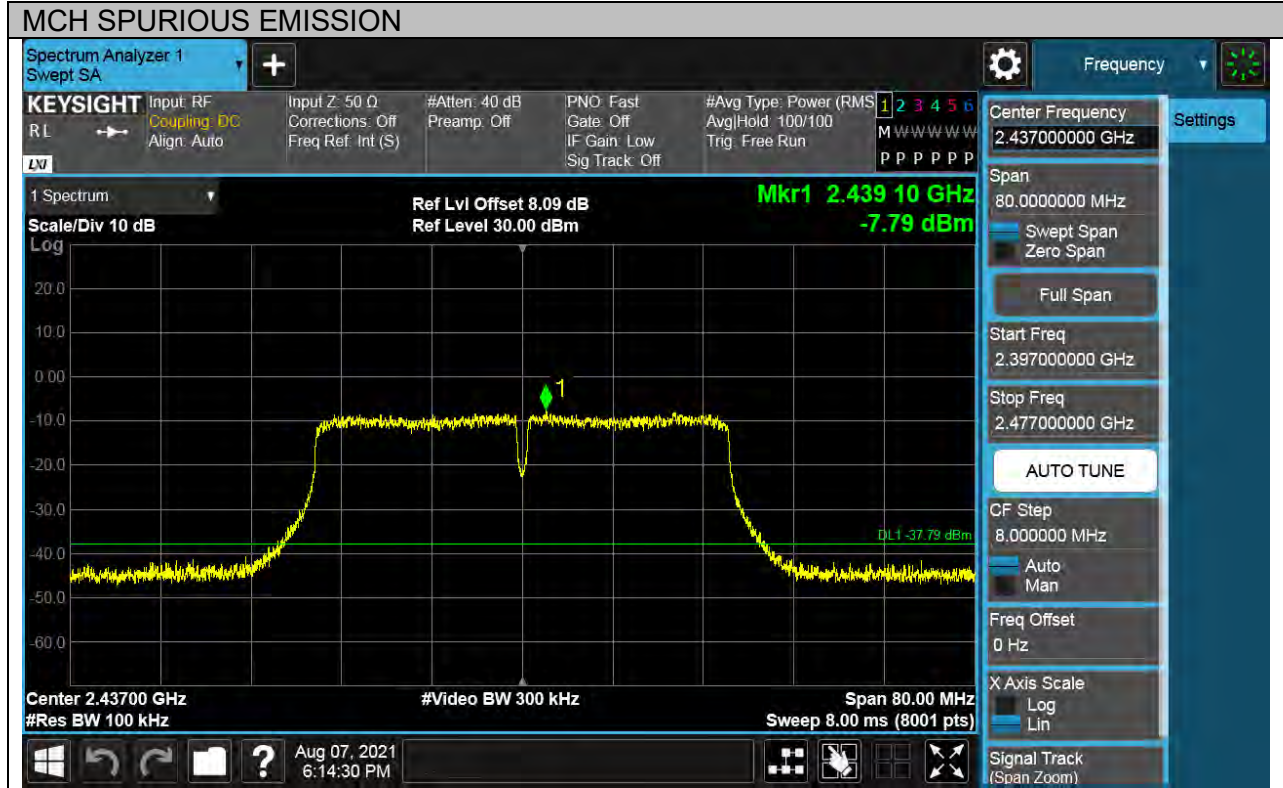 MCH SPURIOUS EMISSION
Spectrum Analyzer 1
Swept SA
Frequency
KEYSIGHT
RL
LXI
Input: RF
Coupling: DC
Align: Auto
Input Z: 50 Ω
Corrections: Off
Freq Ref: Int (S)
#Atten: 40 dB
Preamp: Off
PNO: Fast
Gate: Off
IF Gain: Low
Sig Track: Off
#Avg Type: Power (RMS
Avg|Hold: 100/100
Trig: Free Run
1 2 3 4 5 6
M W W W W W
P P P P P P
1 Spectrum
Scale/Div 10 dB
Ref Lvl Offset 8.09 dB
Ref Level 30.00 dBm
Mkr1 2.439 10 GHz
-7.79 dBm
Log
20.0
10.0
0.00
-10.0
-20.0
-30.0
-40.0
-50.0
-60.0
1
DL1 -37.79 dBm
Center 2.43700 GHz
#Res BW 100 kHz
#Video BW 300 kHz
Span 80.00 MHz
Sweep 8.00 ms (8001 pts)
Center Frequency
2.437000000 GHz
Settings
Span
80.0000000 MHz
Swept Span
Zero Span
Full Span
Start Freq
2.397000000 GHz
Stop Freq
2.477000000 GHz
AUTO TUNE
CF Step
8.000000 MHz
Auto
Man
Freq Offset
0 Hz
X Axis Scale
Log
Lin
Signal Track
(Span Zoom)
?
Aug 07, 2021
6:14:30 PM